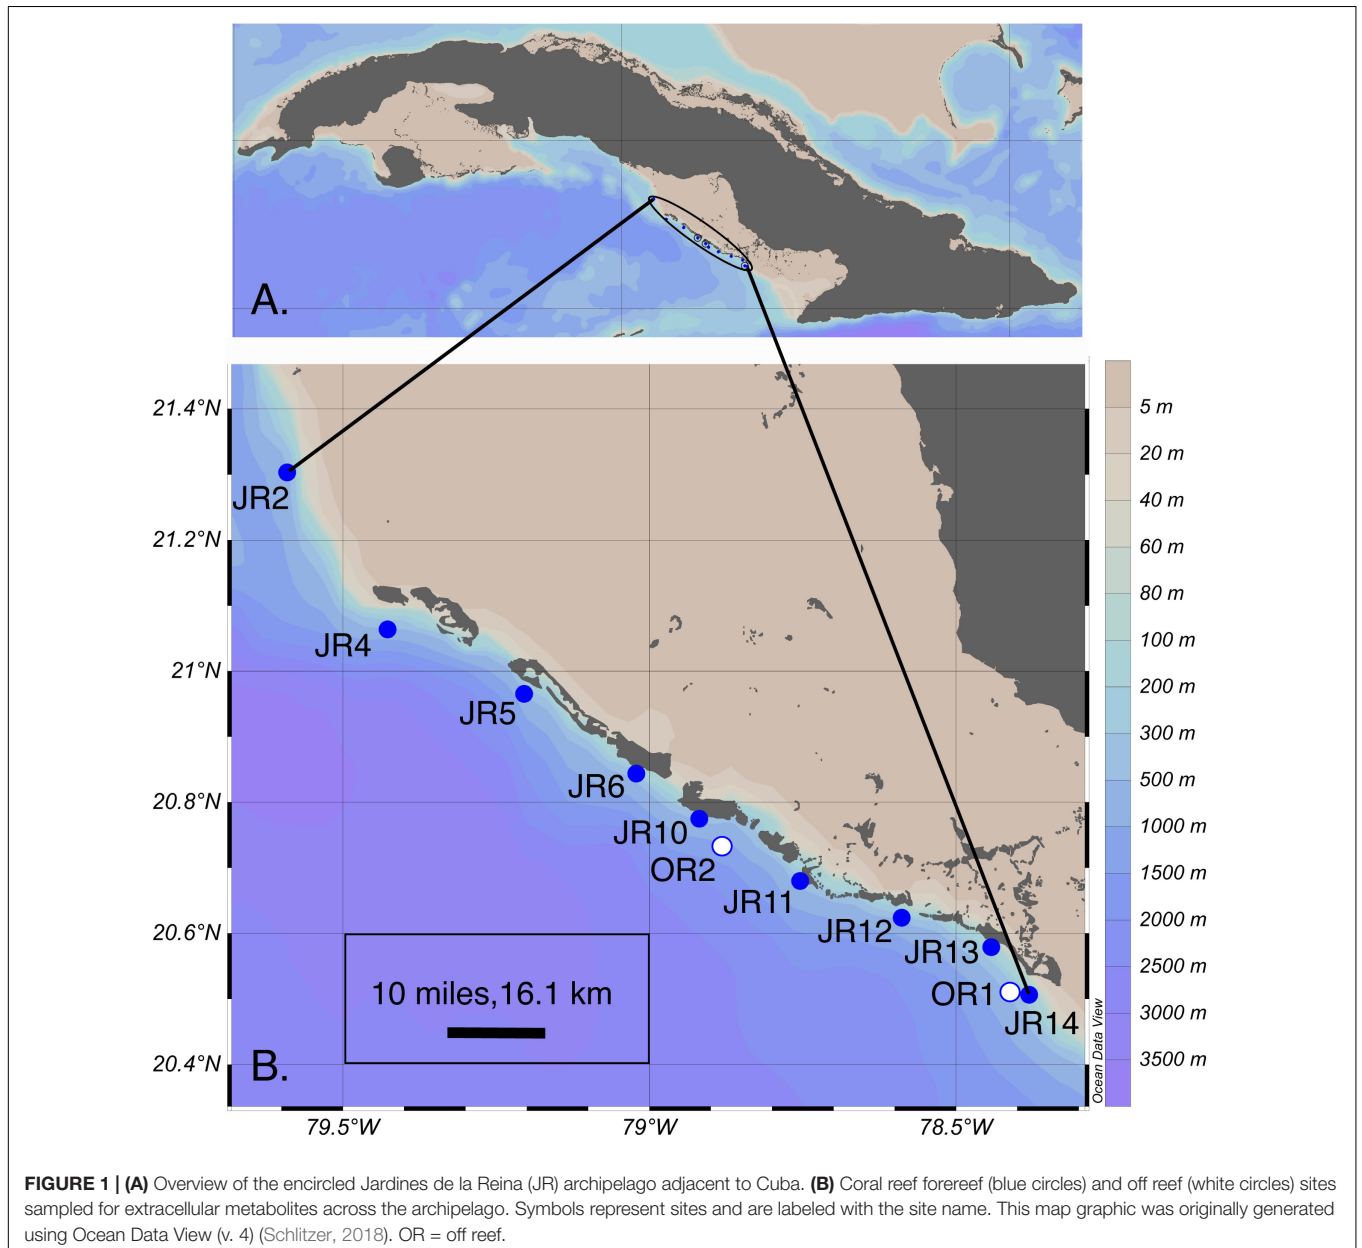 A.
21.4°N
21.2°N
21°N
20.8°N
20.6°N
20.4°N
JR2
JR4
JR5
JR6
JR10
OR2
JR11
JR12
JR13
OR1
JR14
10 miles,16.1 km
B.
79.5°W
79°W
78.5°W
Ocean Data View
5 m
20 m
40 m
60 m
80 m
100 m
200 m
300 m
500 m
1000 m
1500 m
2000 m
2500 m
3000 m
3500 m
FIGURE 1 | (A) Overview of the encircled Jardines de la Reina (JR) archipelago adjacent to Cuba. (B) Coral reef forereef (blue circles) and off reef (white circles) sites
sampled for extracellular metabolites across the archipelago. Symbols represent sites and are labeled with the site name. This map graphic was originally generated
using Ocean Data View (v. 4) (Schlitzer, 2018). OR = off reef.